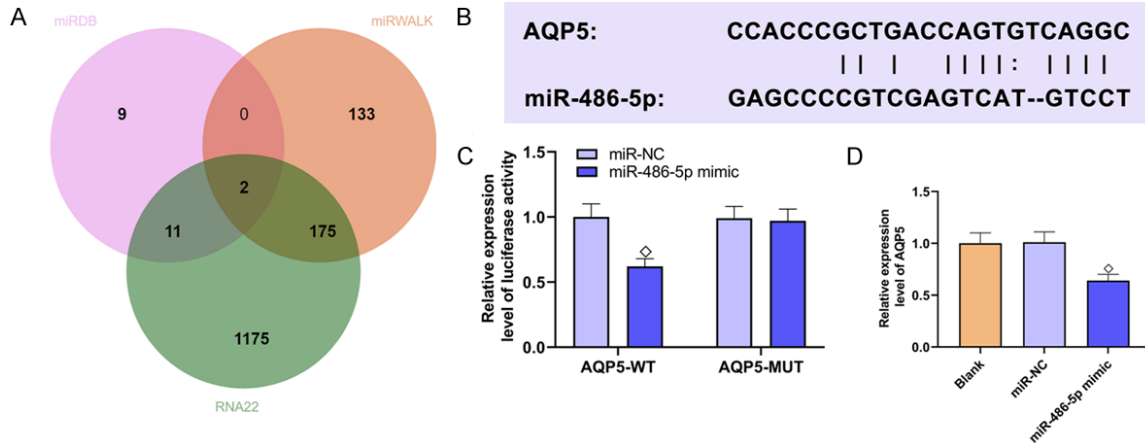 A
miRDB
miRWALK
9
0
133
2
11
175
1175
RNA22
B
AQP5: CCACCCGCTGACCAGTGTCAGGC
| | | | | | | : | | | |
miR-486-5p: GAGCCCCGTCGAGTCAT--GTCCT
C
miR-NC
miR-486-5p mimic
Relative expression
level of luciferase activity
1.5
1.0
0.5
0.0
◇
AQP5-WT
AQP5-MUT
D
Relative expression
level of AQP5
1.5
1.0
0.5
0.0
◇
Blank
miR-NC
miR-486-5p mimic